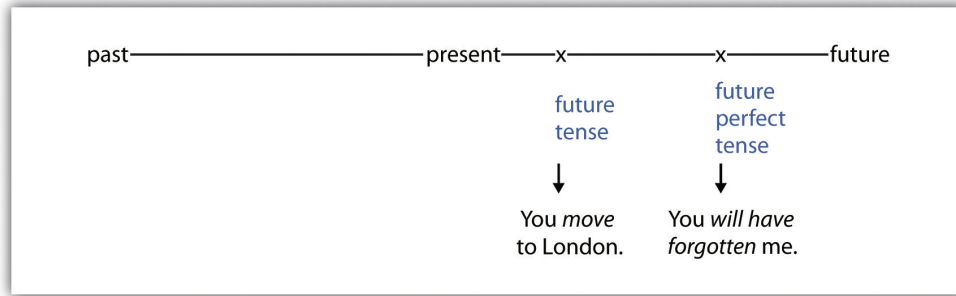 past present x x future
future tense
future perfect tense
You move to London.
You will have forgotten me.